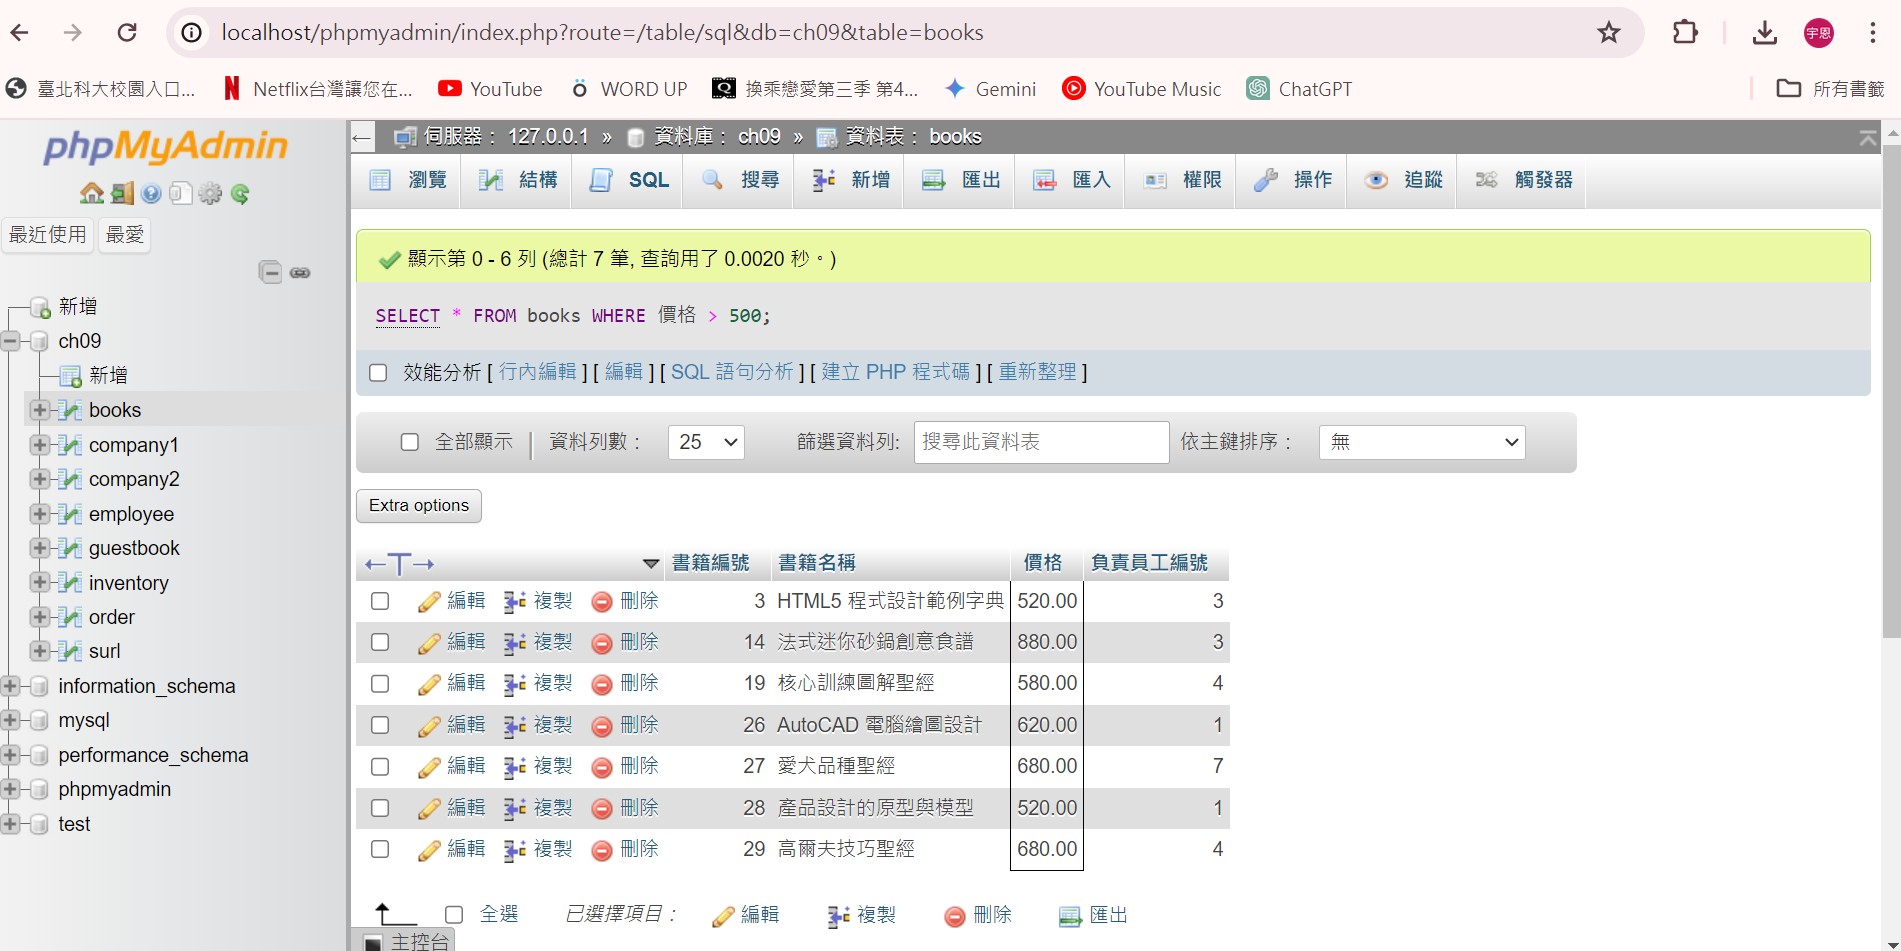 localhost/phpmyadmin/index.php?route=/table/sql&db=ch09&table=books
宇恩
臺北科大校園入口... Netflix台灣讓您在... YouTube WORD UP 換乘戀愛第三季 第4... Gemini YouTube Music ChatGPT 所有書籤
phpMyAdmin
最近使用 最愛
新增
ch09
新增
books
company1
company2
employee
guestbook
inventory
order
surl
information_schema
mysql
performance_schema
phpmyadmin
test
伺服器： 127.0.0.1 » 資料庫： ch09 » 資料表： books
瀏覽 結構 SQL 搜尋 新增 匯出 匯入 權限 操作 追蹤 觸發器
顯示第 0 - 6 列 (總計 7 筆, 查詢用了 0.0020 秒。)
SELECT * FROM books WHERE 價格 > 500;
效能分析 [ 行內編輯 ] [ 編輯 ] [ SQL 語句分析 ] [ 建立 PHP 程式碼 ] [ 重新整理 ]
全部顯示 | 資料列數： 25 篩選資料列: 搜尋此資料表 依主鍵排序： 無
Extra options
←T→ 書籍編號 書籍名稱 價格 負責員工編號
編輯 複製 刪除 3 HTML5 程式設計範例字典 520.00 3
編輯 複製 刪除 14 法式迷你砂鍋創意食譜 880.00 3
編輯 複製 刪除 19 核心訓練圖解聖經 580.00 4
編輯 複製 刪除 26 AutoCAD 電腦繪圖設計 620.00 1
編輯 複製 刪除 27 愛犬品種聖經 680.00 7
編輯 複製 刪除 28 產品設計的原型與模型 520.00 1
編輯 複製 刪除 29 高爾夫技巧聖經 680.00 4
全選 已選擇項目： 編輯 複製 刪除 匯出
主控台